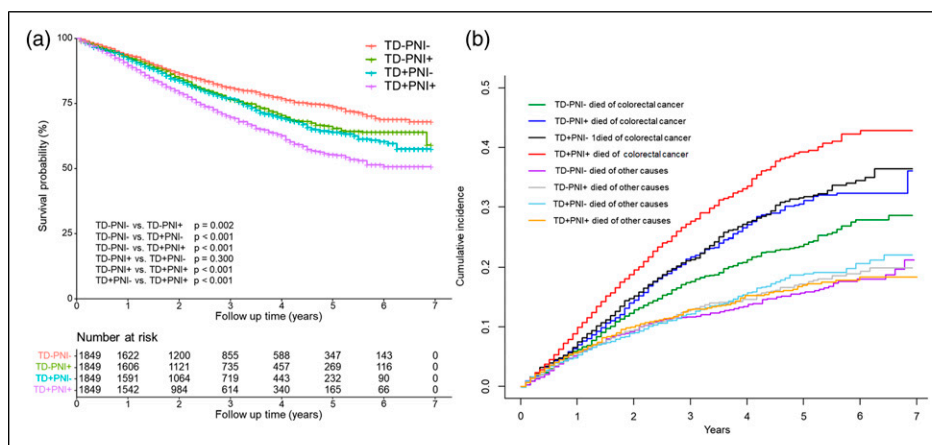 (a)
TD-PNI-
TD-PNI+
TD+PNI-
TD+PNI+
Survival probability (%)
100
75
50
25
0
TD-PNI- vs. TD-PNI+ p = 0.002
TD-PNI- vs. TD+PNI- p < 0.001
TD-PNI- vs. TD+PNI+ p < 0.001
TD-PNI+ vs. TD+PNI- p = 0.300
TD-PNI+ vs. TD+PNI+ p < 0.001
TD+PNI- vs. TD+PNI+ p < 0.001
0 1 2 3 4 5 6 7
Follow up time (years)
Number at risk
TD-PNI- 1849 1622 1200 855 588 347 143 0
TD-PNI+ 1849 1606 1121 735 457 269 116 0
TD+PNI- 1849 1591 1064 719 443 232 90 0
TD+PNI+ 1849 1542 984 614 340 165 66 0
0 1 2 3 4 5 6 7
Follow up time (years)
(b)
Cumulative incidence
0.5
0.4
0.3
0.2
0.1
0.0
TD-PNI- died of colorectal cancer
TD-PNI+ died of colorectal cancer
TD+PNI- 1died of colorectal cancer
TD+PNI+ died of colorectal cancer
TD-PNI- died of other causes
TD-PNI+ died of other causes
TD+PNI- died of other causes
TD+PNI+ died of other causes
0 1 2 3 4 5 6 7
Years